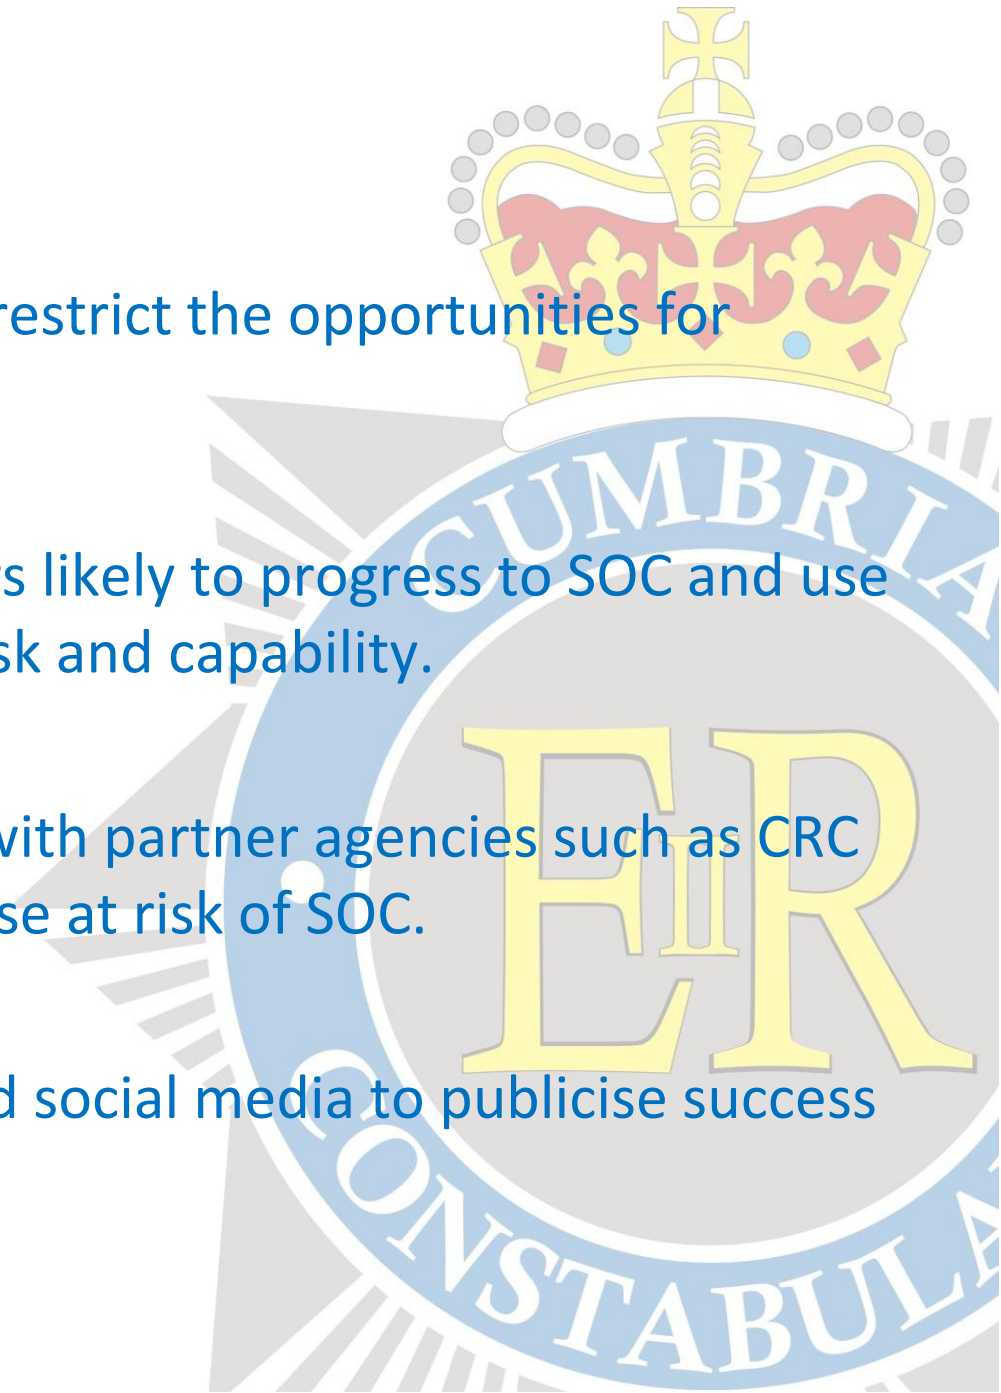 restrict the opportunities for
CUMBRIA
s likely to progress to SOC and use
sk and capability.
with partner agencies such as CRC
se at risk of SOC.
EIIR
d social media to publicise success
CONSTABULA